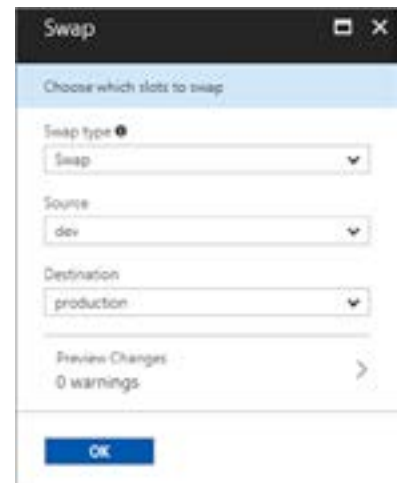 Swap
Choose which slots to swap
Swap type
Swap
Source
dev
Destination
production
Preview Changes
0 warnings
OK